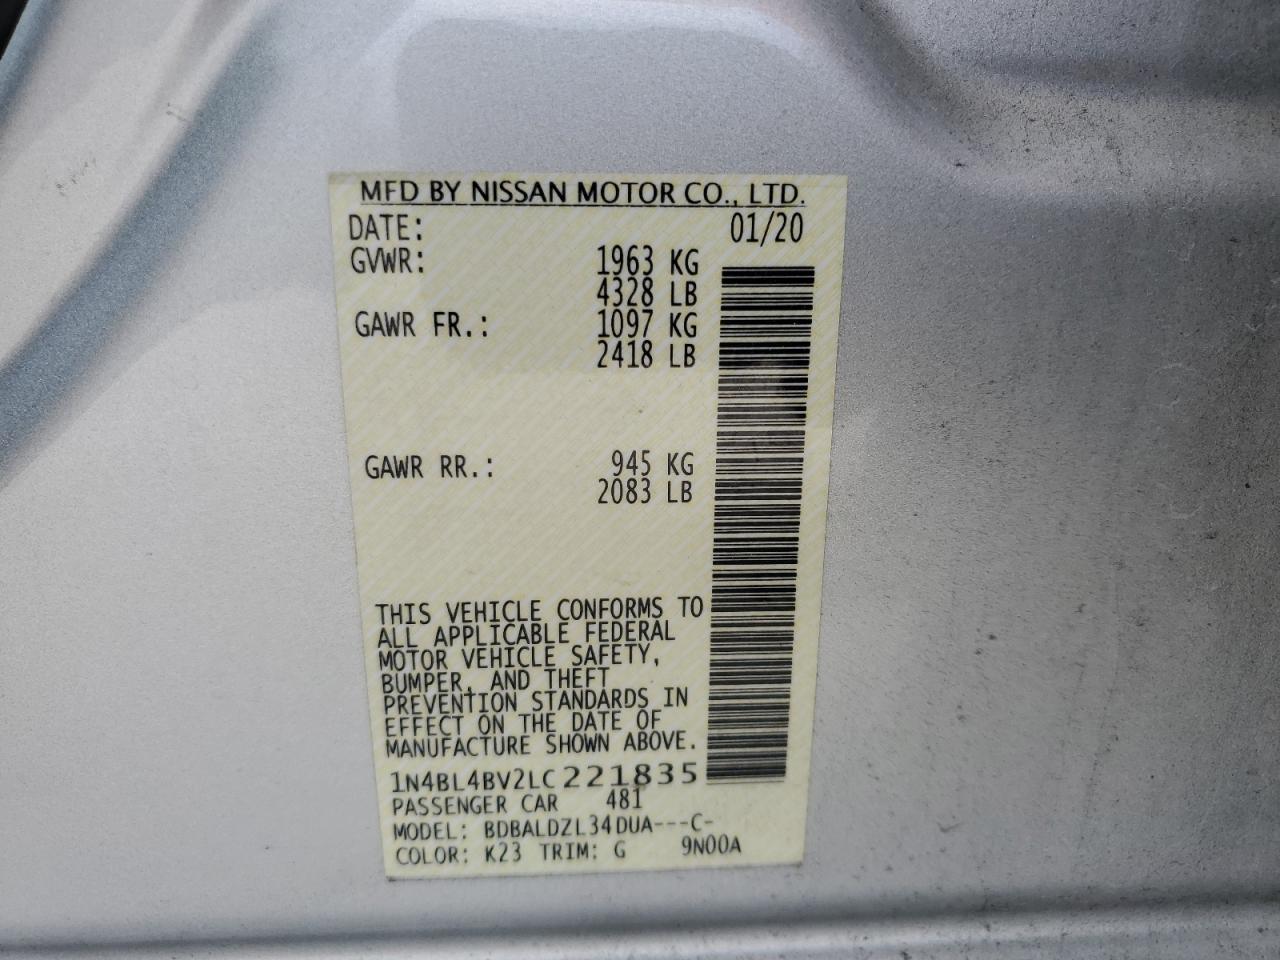 MFD BY NISSAN MOTOR CO., LTD.
DATE: 01/20
GVWR: 1963 KG
4328 LB
GAWR FR.: 1097 KG
2418 LB
GAWR RR.: 945 KG
2083 LB
THIS VEHICLE CONFORMS TO
ALL APPLICABLE FEDERAL
MOTOR VEHICLE SAFETY,
BUMPER, AND THEFT
PREVENTION STANDARDS IN
EFFECT ON THE DATE OF
MANUFACTURE SHOWN ABOVE.
1N4BL4BV2LC221835
PASSENGER CAR 481
MODEL: BDBALDZL34DUA---C-
COLOR: K23 TRIM: G 9N00A